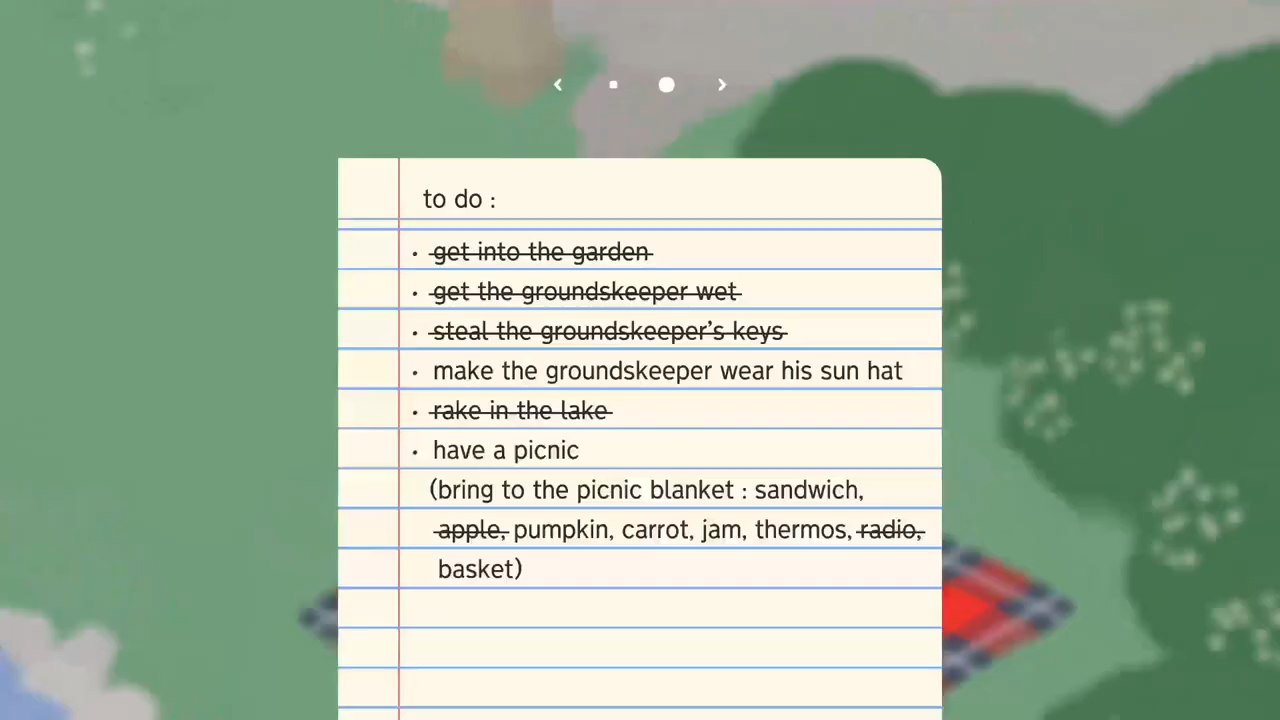 to do :
· get into the garden
· get the groundskeeper wet
· steal the groundskeeper’s keys
· make the groundskeeper wear his sun hat
· rake in the lake
· have a picnic
(bring to the picnic blanket : sandwich,
apple, pumpkin, carrot, jam, thermos, radio,
basket)